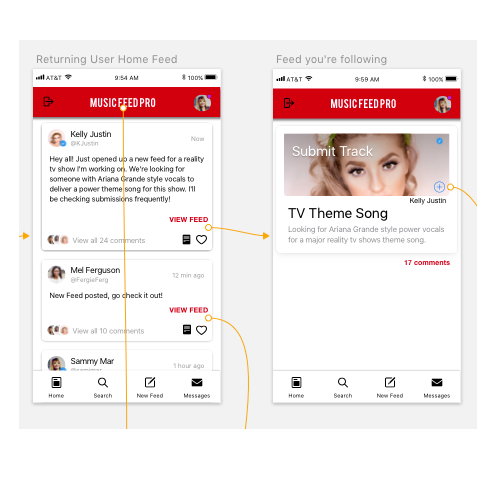 Returning User Home Feed
AT&T 9:54 AM 100%
MUSIC FEED PRO
Kelly Justin
@KJustin
Now
Hey all! Just opened up a new feed for a reality
tv show I'm working on. We're looking for
someone with Ariana Grande style vocals to
deliver a power theme song for this show. I'll
be checking submissions frequently!
VIEW FEED
View all 24 comments
Mel Ferguson
@FergieFerg
12 min ago
New Feed posted, go check it out!
VIEW FEED
View all 10 comments
Sammy Mar
1 hour ago
Home Search New Feed Messages
Feed you're following
AT&T 9:59 AM 100%
MUSIC FEED PRO
Submit Track
Kelly Justin
TV Theme Song
Looking for Ariana Grande style power vocals
for a major reality tv shows theme song.
17 comments
Home Search New Feed Messages